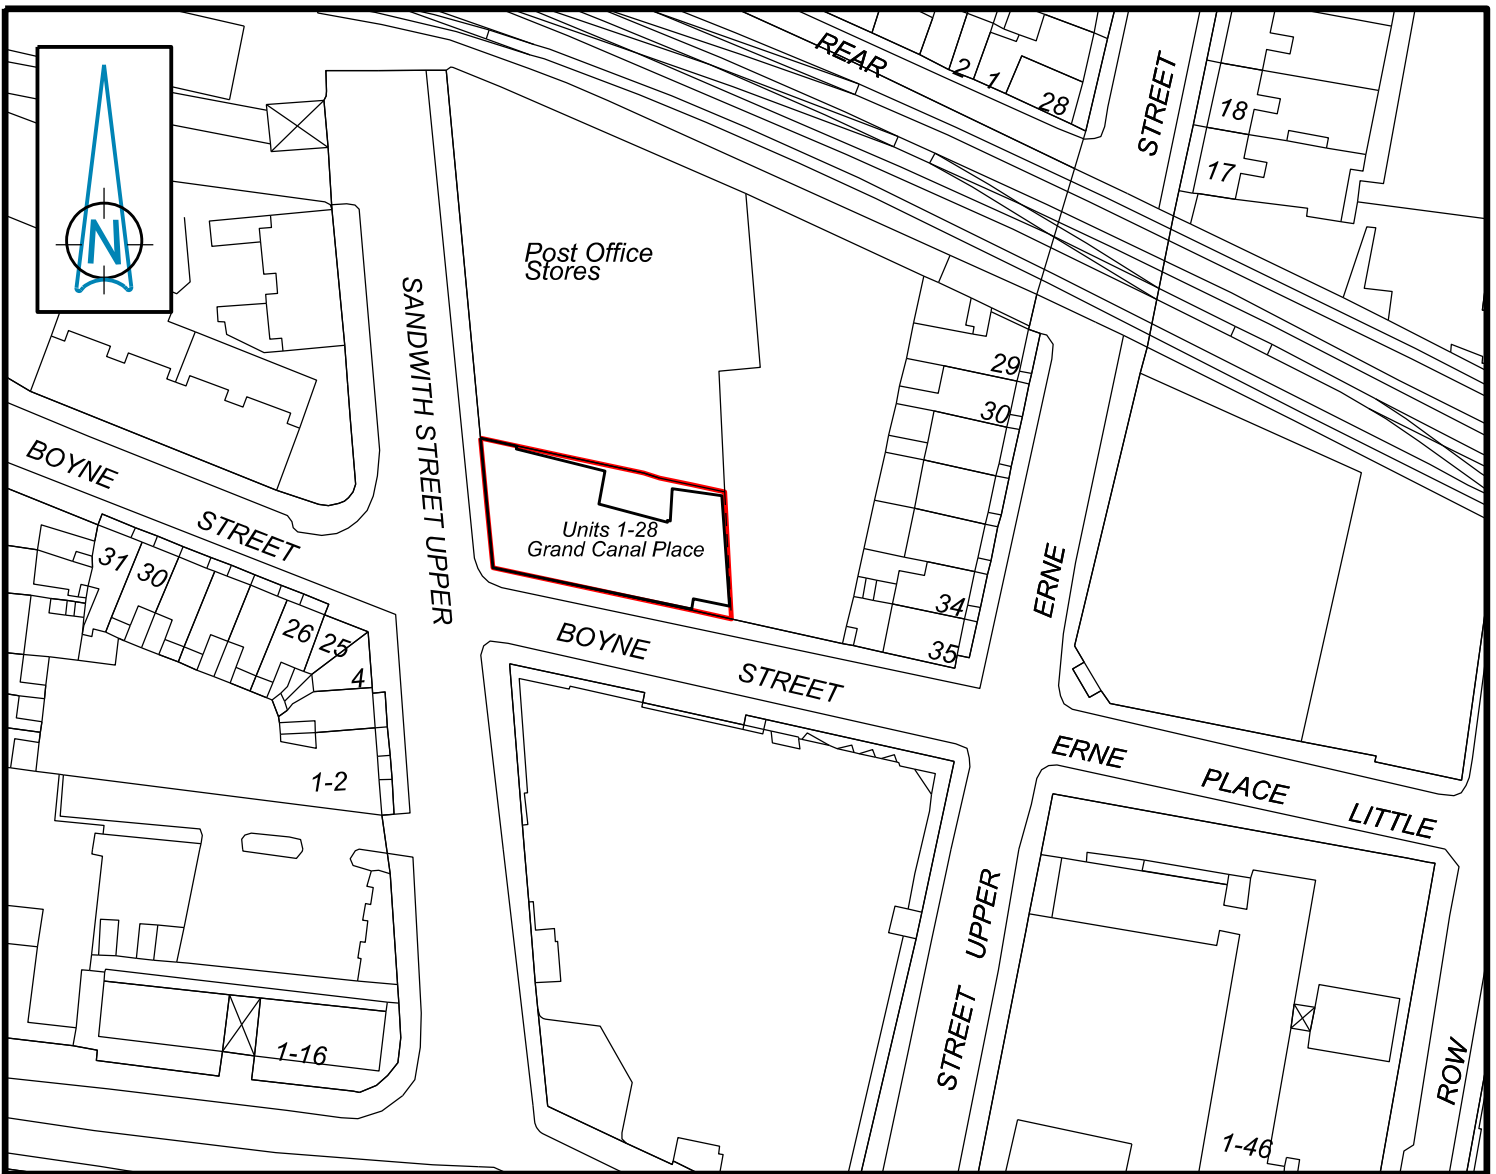 REAR
2
1
28
STREET
18
17
N
Post Office
Stores
SANDWITH STREET UPPER
29
30
BOYNE STREET
31
30
26
25
4
1-2
Units 1-28
Grand Canal Place
34
35
ERNE
BOYNE STREET
ERNE PLACE LITTLE
STREET UPPER
1-16
1-46
ROW